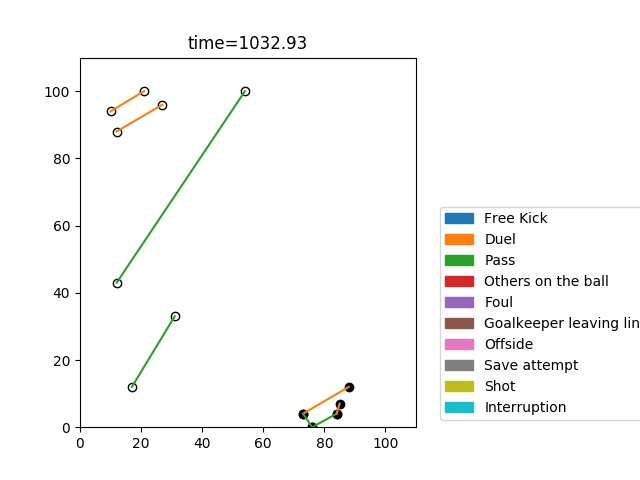 time=1032.93
100
80
60
40
20
0
0 20 40 60 80 100
Free Kick
Duel
Pass
Others on the ball
Foul
Goalkeeper leaving lin
Offside
Save attempt
Shot
Interruption